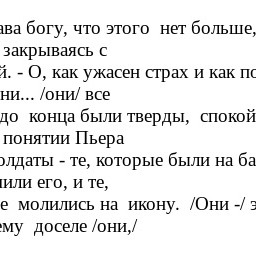 ава богу, что этого  нет больше,
закрываясь с
й. - О, как ужасен страх и как по
ни... /они/ все
до  конца были тверды,  спокой
понятии Пьера
олдаты - те, которые были на ба
или его, и те,
е  молились на  икону.  /Они -/ э
ему  доселе /они,/